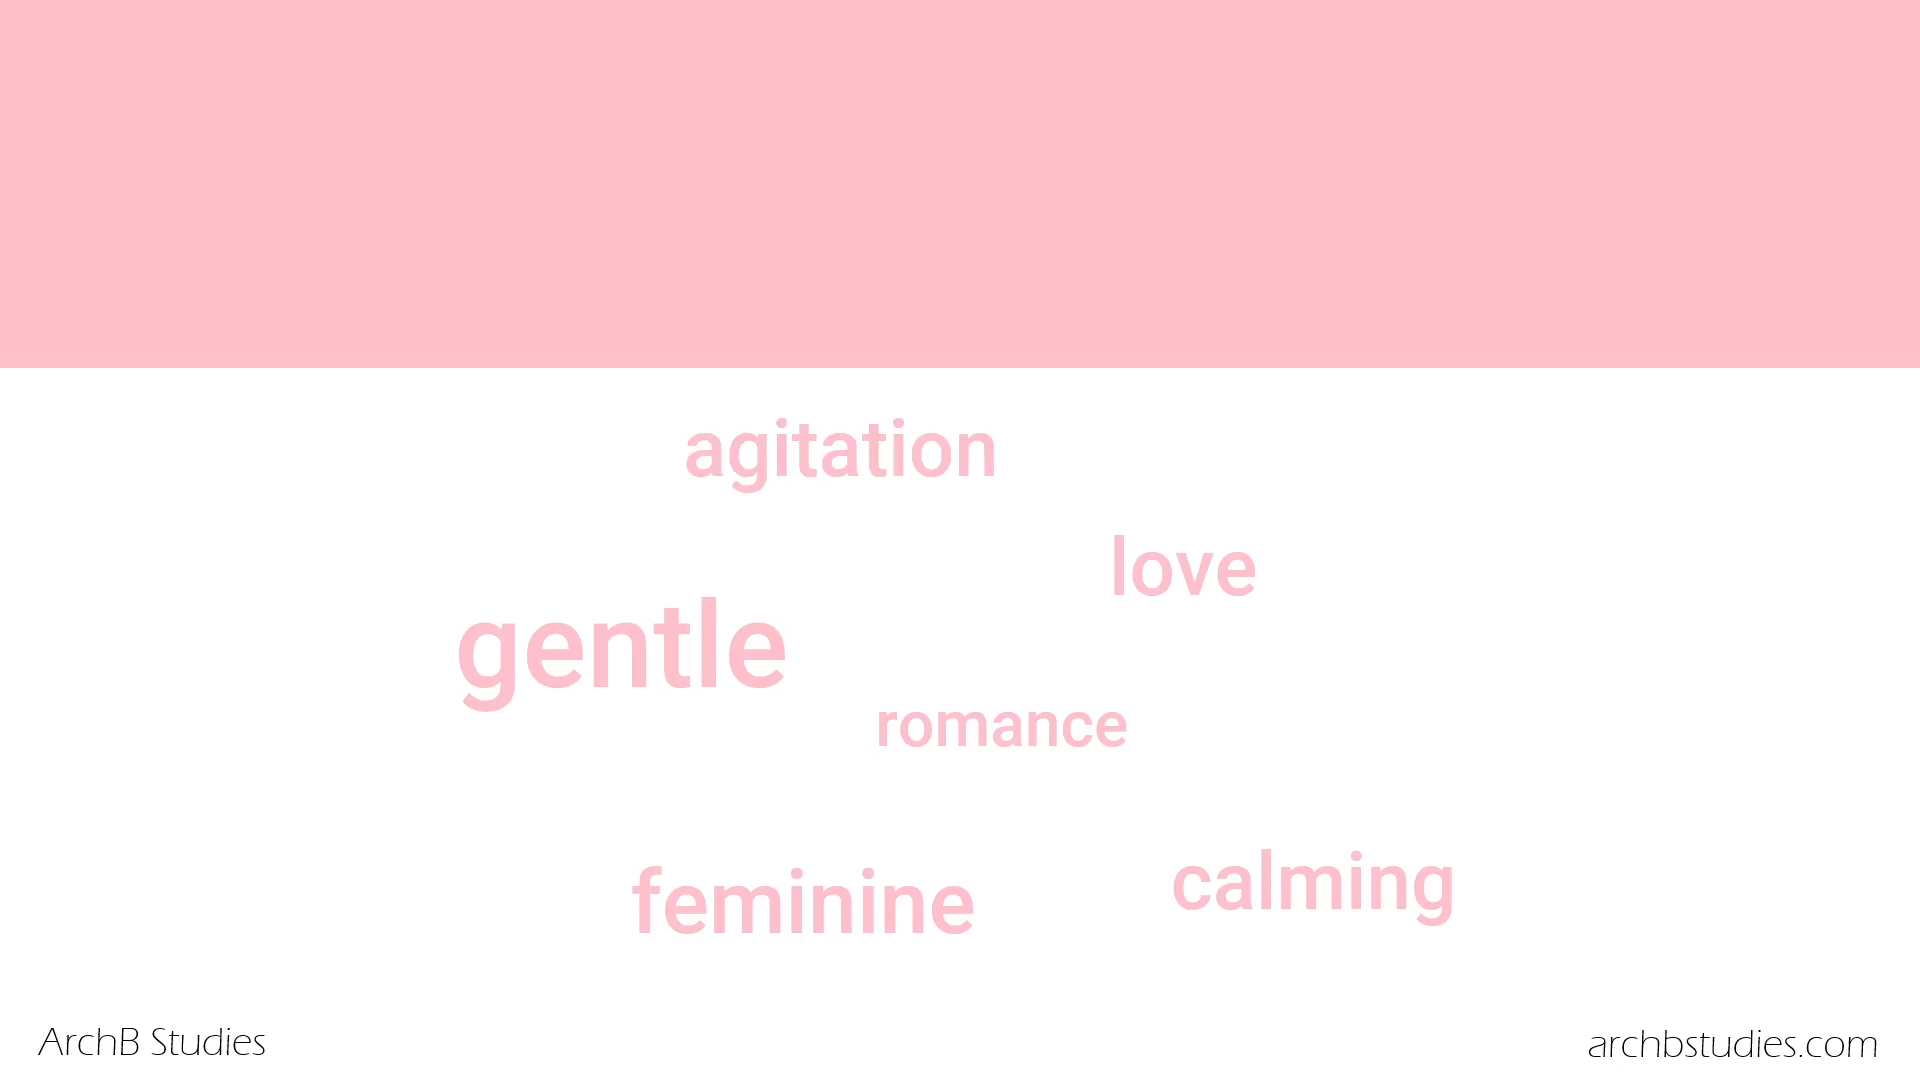 agitation
love
gentle
romance
feminine
calming
ArchB Studies
archbstudies.com